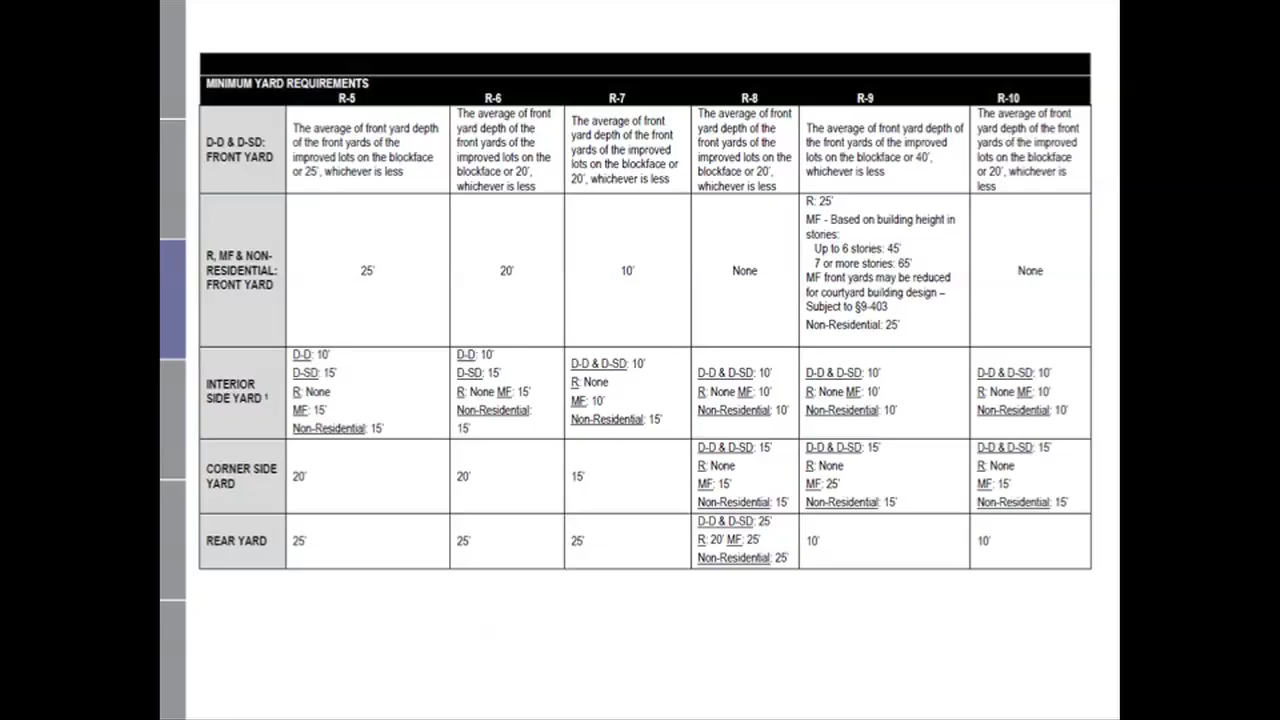 MINIMUM YARD REQUIREMENTS
R-5 R-6 R-7 R-8 R-9 R-10
D-D & D-SD:
FRONT YARD
The average of front yard depth
of the front yards of the
improved lots on the blockface
or 25', whichever is less
The average of front
yard depth of the
front yards of the
improved lots on the
blockface or 20',
whichever is less
The average of front
yard depth of the front
yards of the improved
lots on the blockface or
20', whichever is less
The average of front
yard depth of the
front yards of the
improved lots on the
blockface or 20',
whichever is less
The average of front yard depth of
the front yards of the improved
lots on the blockface or 40',
whichever is less
The average of front
yard depth of the front
yards of the improved
lots on the blockface
or 20', whichever is
less
R, MF & NON-
RESIDENTIAL:
FRONT YARD
25'
20'
10'
None
R: 25'
MF - Based on building height in
stories:
Up to 6 stories: 45'
7 or more stories: 65'
MF front yards may be reduced
for courtyard building design –
Subject to §9-403
Non-Residential: 25'
None
INTERIOR
SIDE YARD ¹
D-D: 10'
D-SD: 15'
R: None
MF: 15'
Non-Residential: 15'
D-D: 10'
D-SD: 15'
R: None MF: 15'
Non-Residential:
15'
D-D & D-SD: 10'
R: None
MF: 10'
Non-Residential: 15'
D-D & D-SD: 10'
R: None MF: 10'
Non-Residential: 10'
D-D & D-SD: 10'
R: None MF: 10'
Non-Residential: 10'
D-D & D-SD: 10'
R: None MF: 10'
Non-Residential: 10'
CORNER SIDE
YARD
20'
20'
15'
D-D & D-SD: 15'
R: None
MF: 15'
Non-Residential: 15'
D-D & D-SD: 15'
R: None
MF: 25'
Non-Residential: 15'
D-D & D-SD: 15'
R: None
MF: 15'
Non-Residential: 15'
REAR YARD
25'
25'
25'
D-D & D-SD: 25'
R: 20' MF: 25'
Non-Residential: 25'
10'
10'